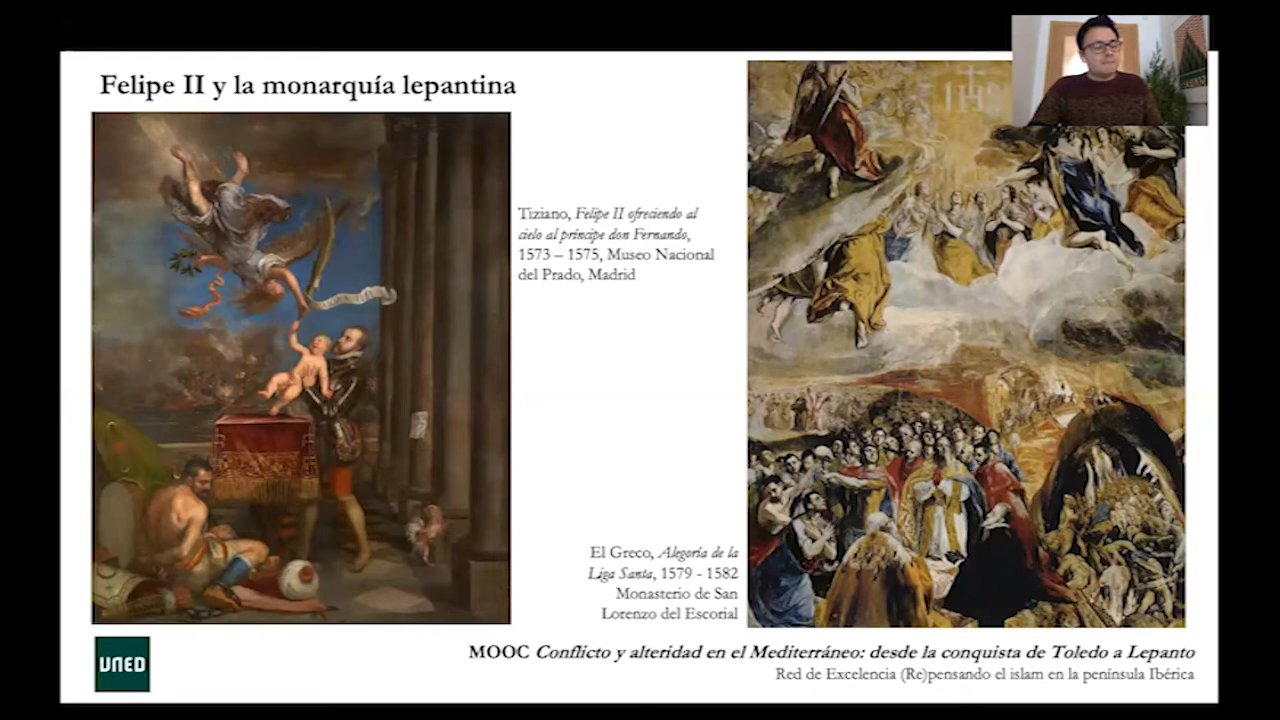 Felipe II y la monarquía lepantina
Tiziano, Felipe II ofreciendo al
cielo al príncipe don Fernando,
1573 – 1575, Museo Nacional
del Prado, Madrid
IHS
El Greco, Alegoría de la
Liga Santa, 1579 - 1582
Monasterio de San
Lorenzo del Escorial
UNED
MOOC Conflicto y alteridad en el Mediterráneo: desde la conquista de Toledo a Lepanto
Red de Excelencia (Re)pensando el islam en la península Ibérica